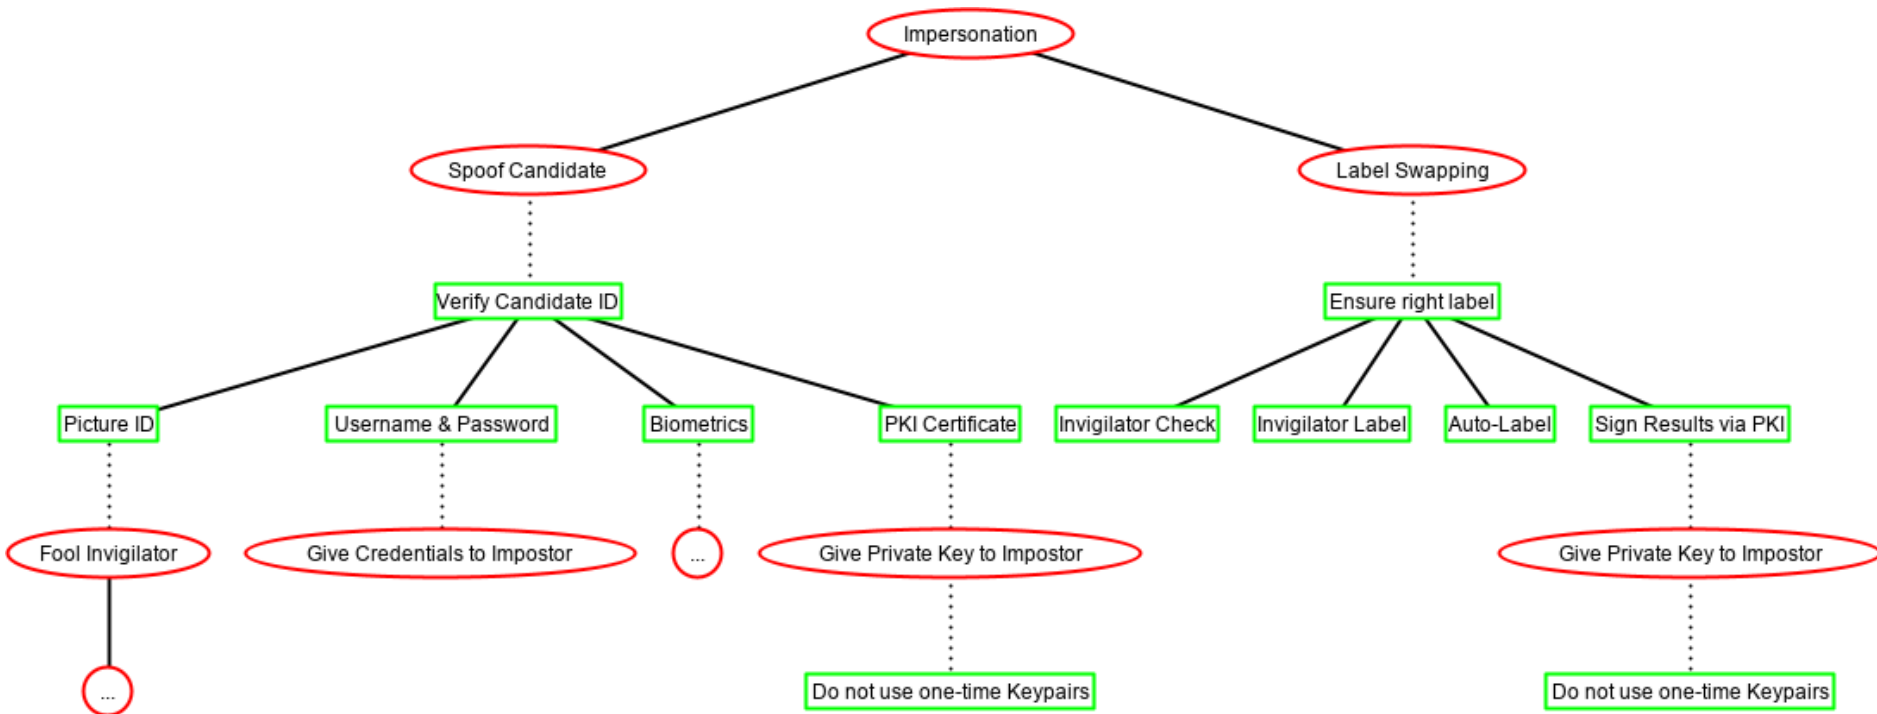 Impersonation
Spoof Candidate
Label Swapping
Verify Candidate ID
Ensure right label
Picture ID
Username & Password
Biometrics
PKI Certificate
Invigilator Check
Invigilator Label
Auto-Label
Sign Results via PKI
Fool Invigilator
Give Credentials to Impostor
...
Give Private Key to Impostor
Give Private Key to Impostor
...
Do not use one-time Keypairs
Do not use one-time Keypairs